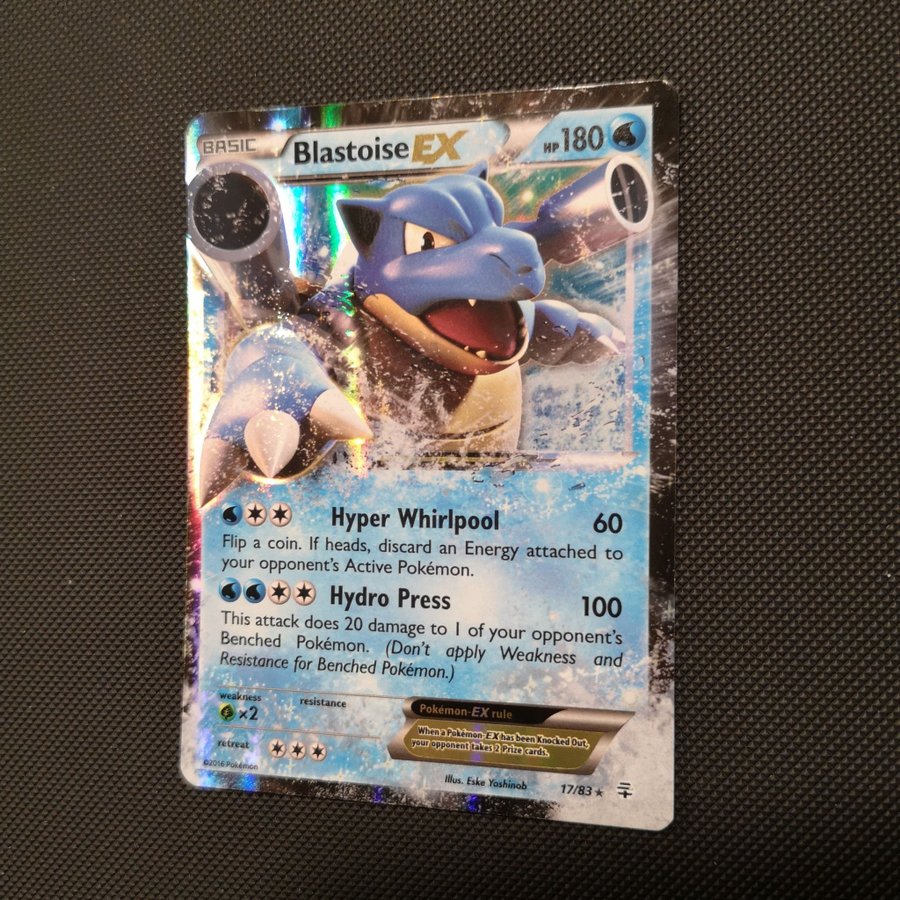 BASIC Blastoise EX HP 180
Hyper Whirlpool 60
Flip a coin. If heads, discard an Energy attached to
your opponent's Active Pokémon.
Hydro Press 100
This attack does 20 damage to 1 of your opponent's
Benched Pokémon. (Don't apply Weakness and
Resistance for Benched Pokémon.)
weakness resistance
×2
Pokémon-EX rule
When a Pokémon-EX has been Knocked Out,
your opponent takes 2 Prize cards.
retreat
©2016 Pokémon
Illus. Eske Yoshinob 17/83 ★